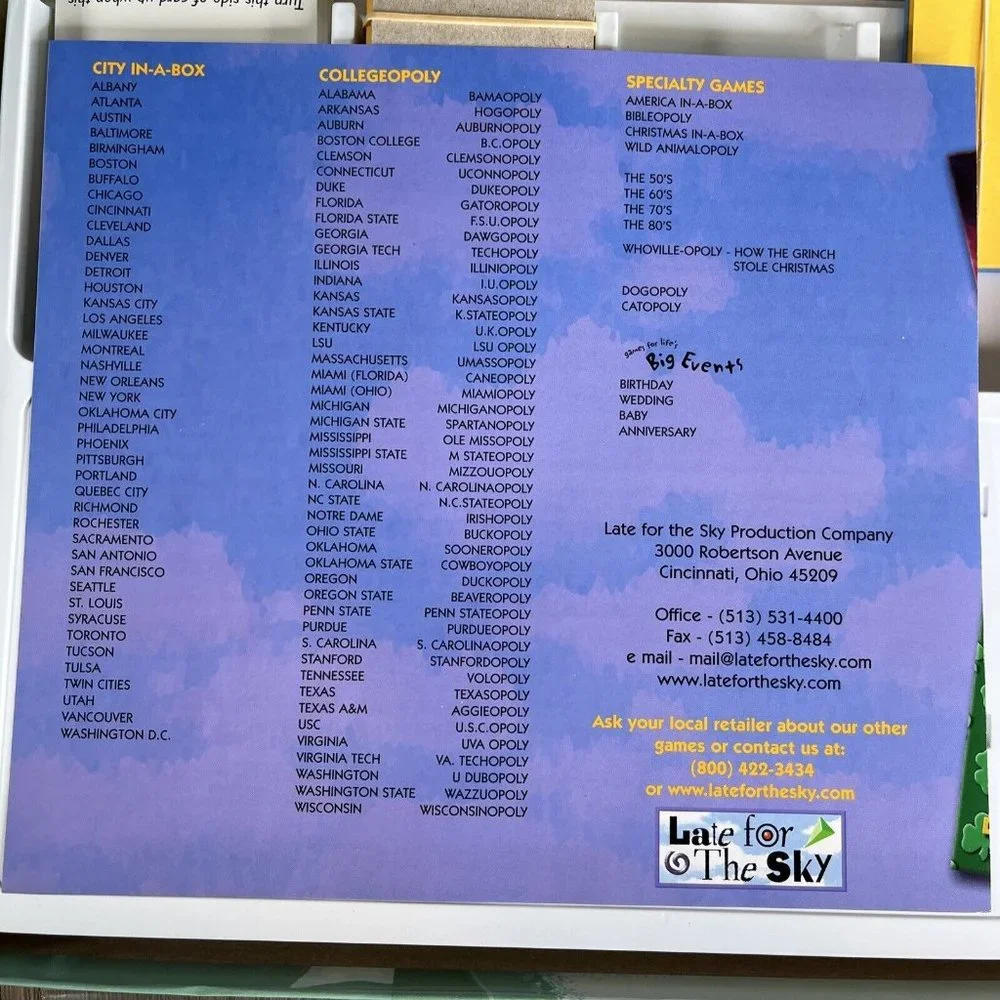 Turn this side of card up when this
CITY IN-A-BOX
ALBANY
ATLANTA
AUSTIN
BALTIMORE
BIRMINGHAM
BOSTON
BUFFALO
CHICAGO
CINCINNATI
CLEVELAND
DALLAS
DENVER
DETROIT
HOUSTON
KANSAS CITY
LOS ANGELES
MILWAUKEE
MONTREAL
NASHVILLE
NEW ORLEANS
NEW YORK
OKLAHOMA CITY
PHILADELPHIA
PHOENIX
PITTSBURGH
PORTLAND
QUEBEC CITY
RICHMOND
ROCHESTER
SACRAMENTO
SAN ANTONIO
SAN FRANCISCO
SEATTLE
ST. LOUIS
SYRACUSE
TORONTO
TUCSON
TULSA
TWIN CITIES
UTAH
VANCOUVER
WASHINGTON D.C.
COLLEGEOPOLY
ALABAMA BAMAOPOLY
ARKANSAS HOGOPOLY
AUBURN AUBURNOPOLY
BOSTON COLLEGE B.C.OPOLY
CLEMSON CLEMSONOPOLY
CONNECTICUT UCONNOPOLY
DUKE DUKEOPOLY
FLORIDA GATOROPOLY
FLORIDA STATE F.S.U.OPOLY
GEORGIA DAWGOPOLY
GEORGIA TECH TECHOPOLY
ILLINOIS ILLINIOPOLY
INDIANA I.U.OPOLY
KANSAS KANSASOPOLY
KANSAS STATE K.STATEOPOLY
KENTUCKY U.K.OPOLY
LSU LSU OPOLY
MASSACHUSETTS UMASSOPOLY
MIAMI (FLORIDA) CANEOPOLY
MIAMI (OHIO) MIAMIOPOLY
MICHIGAN MICHIGANOPOLY
MICHIGAN STATE SPARTANOPOLY
MISSISSIPPI OLE MISSOPOLY
MISSISSIPPI STATE M STATEOPOLY
MISSOURI MIZZOUOPOLY
N. CAROLINA N. CAROLINAOPOLY
NC STATE N.C.STATEOPOLY
NOTRE DAME IRISHOPOLY
OHIO STATE BUCKOPOLY
OKLAHOMA SOONEROPOLY
OKLAHOMA STATE COWBOYOPOLY
OREGON DUCKOPOLY
OREGON STATE BEAVEROPOLY
PENN STATE PENN STATEOPOLY
PURDUE PURDUEOPOLY
S. CAROLINA S. CAROLINAOPOLY
STANFORD STANFORDOPOLY
TENNESSEE VOLOPOLY
TEXAS TEXASOPOLY
TEXAS A&M AGGIEOPOLY
USC U.S.C.OPOLY
VIRGINIA UVA OPOLY
VIRGINIA TECH VA. TECHOPOLY
WASHINGTON U DUBOPOLY
WASHINGTON STATE WAZZUOPOLY
WISCONSIN WISCONSINOPOLY
SPECIALTY GAMES
AMERICA IN-A-BOX
BIBLEOPOLY
CHRISTMAS IN-A-BOX
WILD ANIMALOPOLY
THE 50'S
THE 60'S
THE 70'S
THE 80'S
WHOVILLE-OPOLY - HOW THE GRINCH
STOLE CHRISTMAS
DOGOPOLY
CATOPOLY
games for life's
Big Events
BIRTHDAY
WEDDING
BABY
ANNIVERSARY
Late for the Sky Production Company
3000 Robertson Avenue
Cincinnati, Ohio 45209
Office - (513) 531-4400
Fax - (513) 458-8484
e mail - mail@lateforthesky.com
www.lateforthesky.com
Ask your local retailer about our other
games or contact us at:
(800) 422-3434
or www.lateforthesky.com
Late for
The Sky